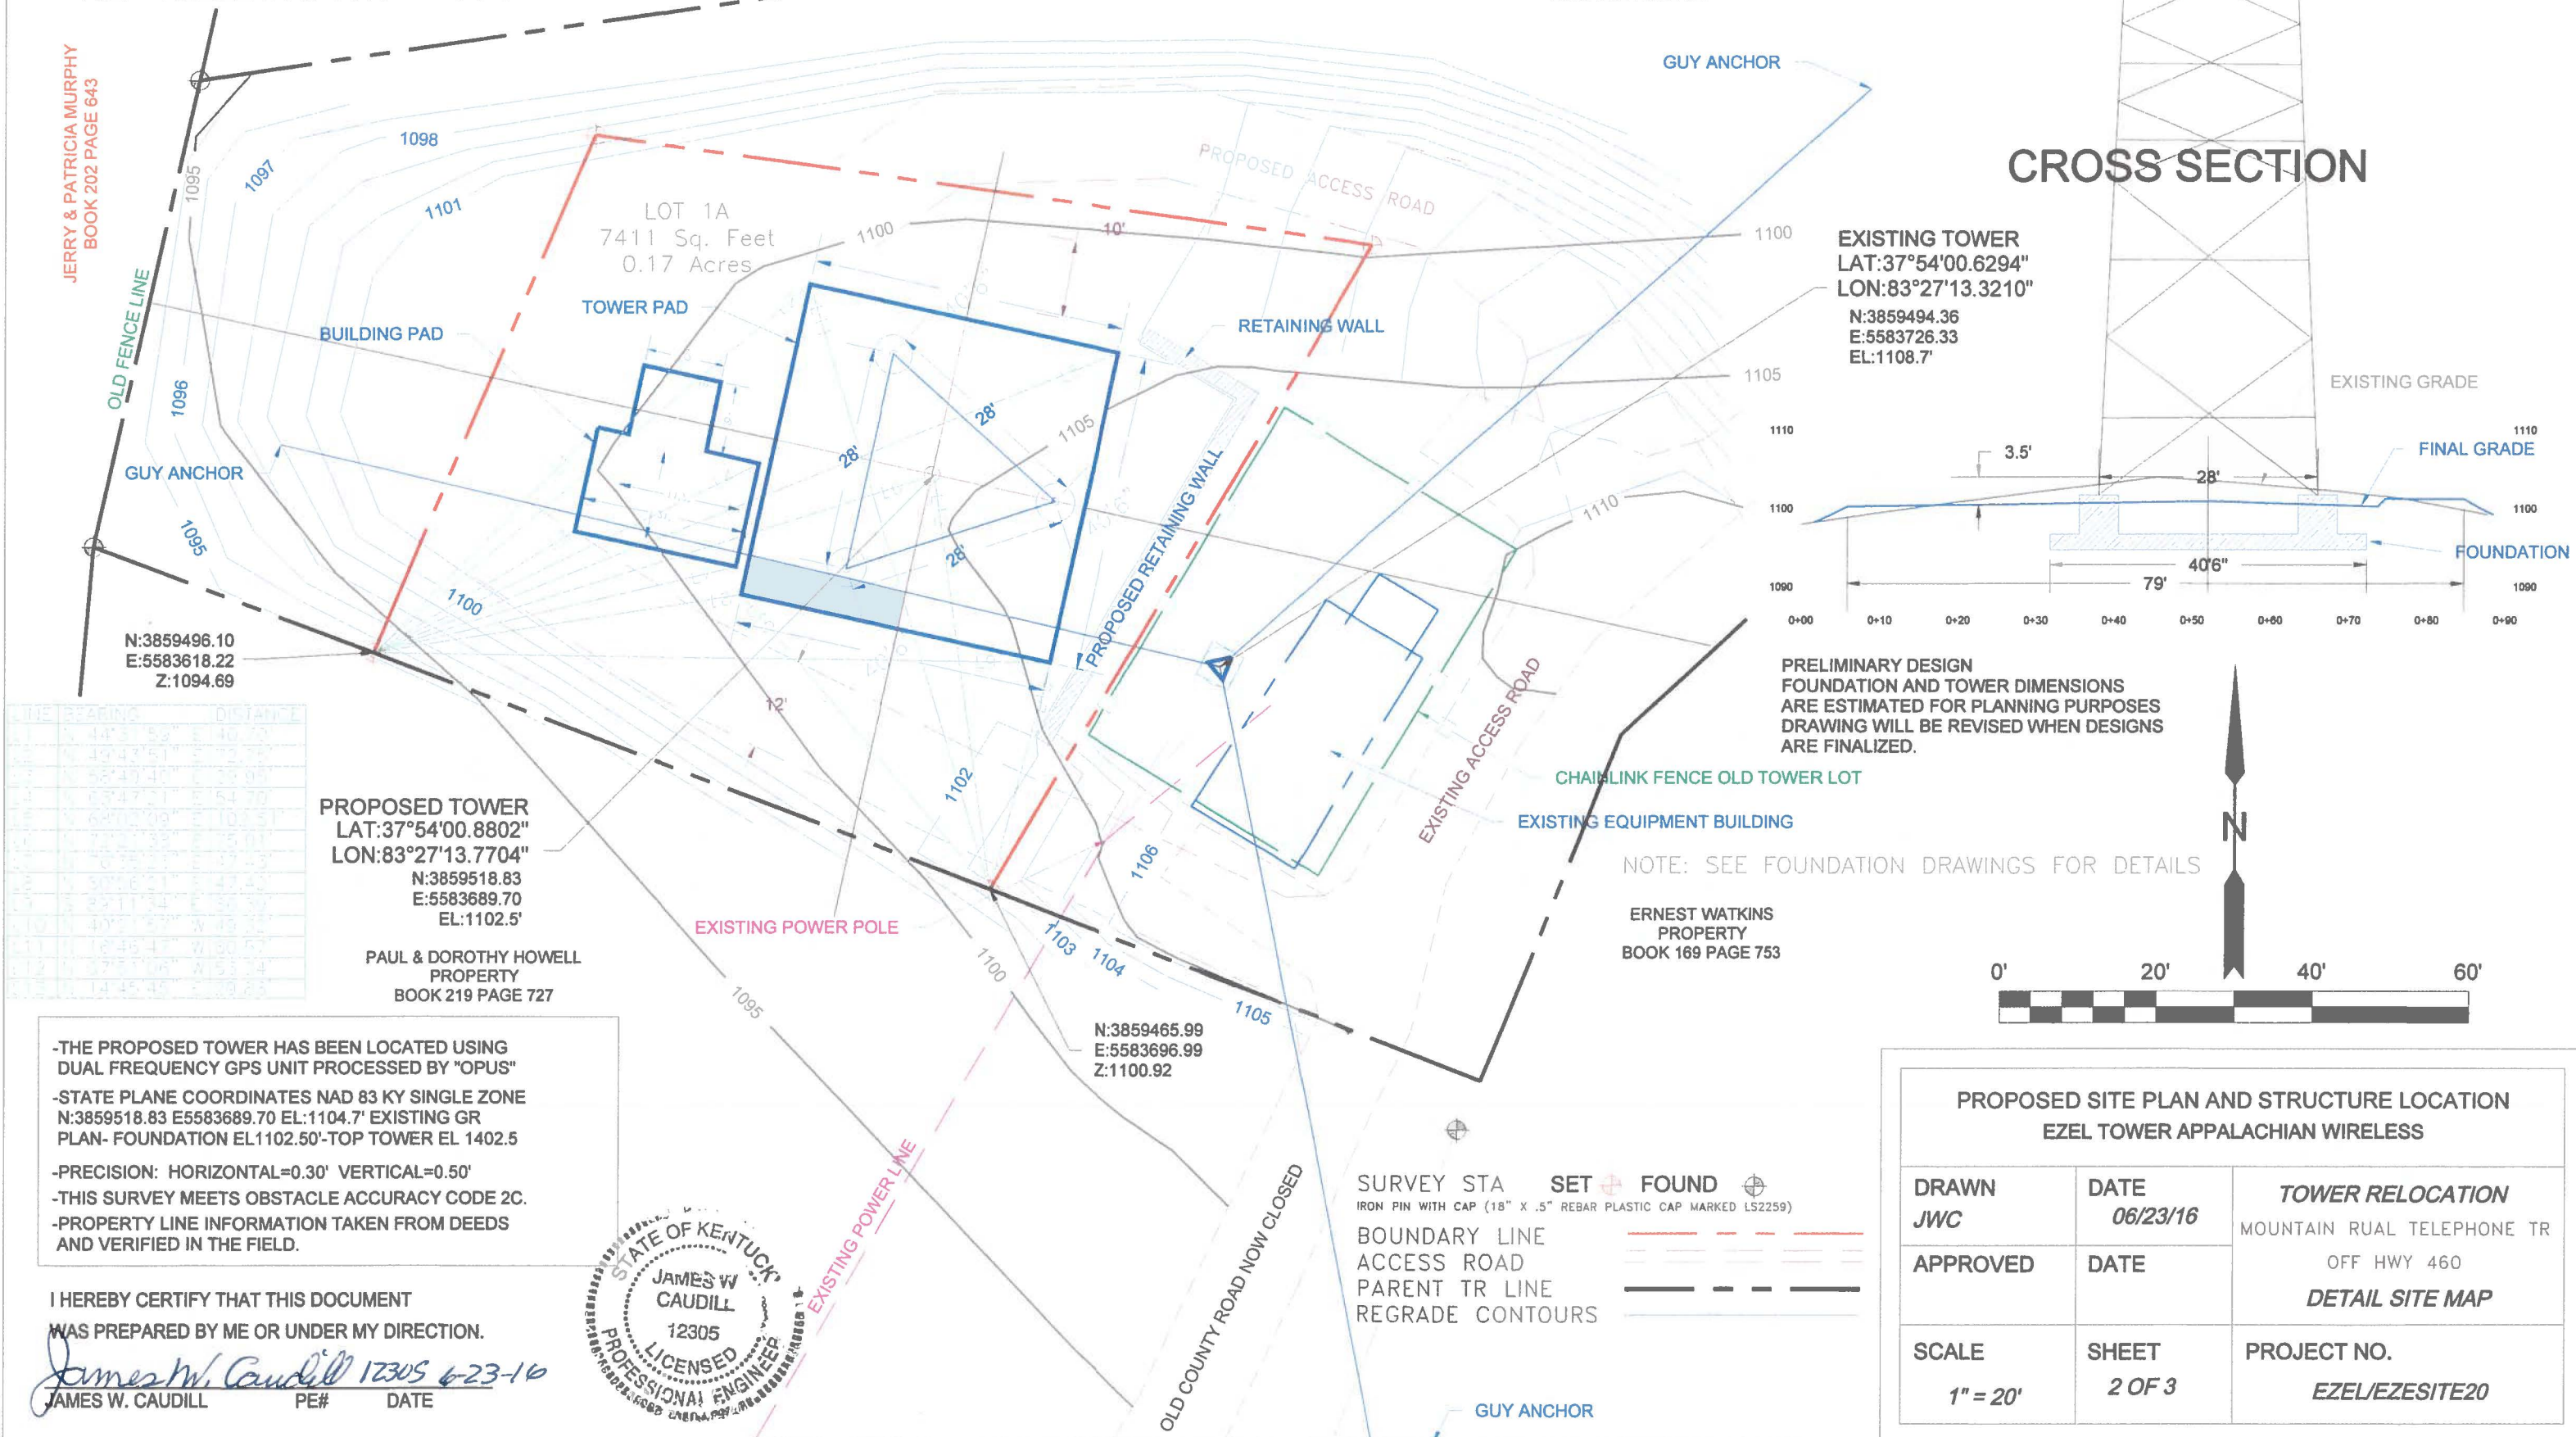 JERRY & PATRICIA MURPHY
BOOK 202 PAGE 643
OLD FENCE LINE
1095
1097
1098
1101
1096
1095
1100
LOT 1A
7411 Sq. Feet
0.17 Acres
1100
10'
PROPOSED ACCESS ROAD
GUY ANCHOR
TOWER PAD
BUILDING PAD
RETAINING WALL
GUY ANCHOR
28'
28'
28'
40'6"
1105
PROPOSED RETAINING WALL
1100
1105
1110
12'
1102
1106
1103
1104
1105
1100
1095
N:3859496.10
E:5583618.22
Z:1094.69
LINE BEARING DISTANCE
PROPOSED TOWER
LAT:37°54'00.8802"
LON:83°27'13.7704"
N:3859518.83
E:5583689.70
EL:1102.5'
PAUL & DOROTHY HOWELL
PROPERTY
BOOK 219 PAGE 727
EXISTING POWER POLE
EXISTING POWER LINE
N:3859465.99
E:5583696.99
Z:1100.92
EXISTING ACCESS ROAD
CHAINLINK FENCE OLD TOWER LOT
EXISTING EQUIPMENT BUILDING
NOTE: SEE FOUNDATION DRAWINGS FOR DETAILS
ERNEST WATKINS
PROPERTY
BOOK 169 PAGE 753
OLD COUNTY ROAD NOW CLOSED
GUY ANCHOR
CROSS SECTION
EXISTING TOWER
LAT:37°54'00.6294"
LON:83°27'13.3210"
N:3859494.36
E:5583726.33
EL:1108.7'
EXISTING GRADE
1110
1110
3.5'
FINAL GRADE
28'
1100
1100
FOUNDATION
40'6"
79'
1090
1090
0+00 0+10 0+20 0+30 0+40 0+50 0+60 0+70 0+80 0+90
PRELIMINARY DESIGN
FOUNDATION AND TOWER DIMENSIONS
ARE ESTIMATED FOR PLANNING PURPOSES
DRAWING WILL BE REVISED WHEN DESIGNS
ARE FINALIZED.
N
0' 20' 40' 60'
-THE PROPOSED TOWER HAS BEEN LOCATED USING
DUAL FREQUENCY GPS UNIT PROCESSED BY "OPUS"
-STATE PLANE COORDINATES NAD 83 KY SINGLE ZONE
N:3859518.83 E5583689.70 EL:1104.7' EXISTING GR
PLAN- FOUNDATION EL1102.50'-TOP TOWER EL 1402.5
-PRECISION: HORIZONTAL=0.30' VERTICAL=0.50'
-THIS SURVEY MEETS OBSTACLE ACCURACY CODE 2C.
-PROPERTY LINE INFORMATION TAKEN FROM DEEDS
AND VERIFIED IN THE FIELD.
I HEREBY CERTIFY THAT THIS DOCUMENT
WAS PREPARED BY ME OR UNDER MY DIRECTION.
James W. Caudill 12305 6-23-16
JAMES W. CAUDILL PE# DATE
STATE OF KENTUCKY
JAMES W
CAUDILL
12305
LICENSED
PROFESSIONAL ENGINEER
SURVEY STA SET FOUND
IRON PIN WITH CAP (18" X .5" REBAR PLASTIC CAP MARKED LS2259)
BOUNDARY LINE
ACCESS ROAD
PARENT TR LINE
REGRADE CONTOURS
PROPOSED SITE PLAN AND STRUCTURE LOCATION
EZEL TOWER APPALACHIAN WIRELESS
DRAWN
JWC
DATE
06/23/16
TOWER RELOCATION
MOUNTAIN RUAL TELEPHONE TR
OFF HWY 460
DETAIL SITE MAP
APPROVED
DATE
SCALE
1" = 20'
SHEET
2 OF 3
PROJECT NO.
EZEL/EZESITE20